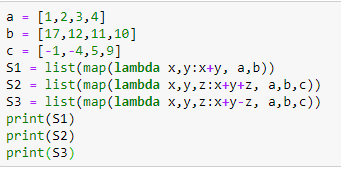 a = [1,2,3,4]
b = [17,12,11,10]
c = [-1,-4,5,9]
S1 = list(map(lambda x,y:x+y, a,b))
S2 = list(map(lambda x,y,z:x+y+z, a,b,c))
S3 = list(map(lambda x,y,z:x+y-z, a,b,c))
print(S1)
print(S2)
print(S3)